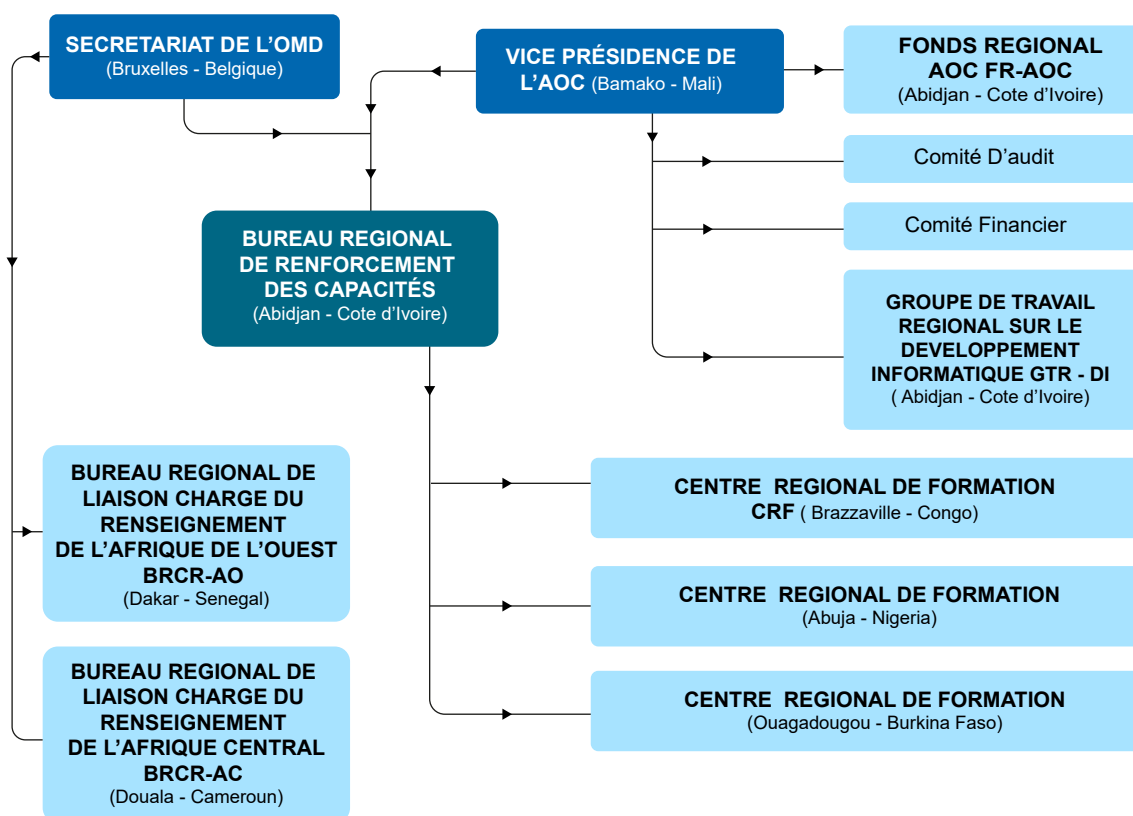 SECRETARIAT DE L'OMD
(Bruxelles - Belgique)
VICE PRÉSIDENCE DE
L'AOC (Bamako - Mali)
FONDS REGIONAL
AOC FR-AOC
(Abidjan - Cote d'Ivoire)
Comité D'audit
Comité Financier
BUREAU REGIONAL
DE RENFORCEMENT
DES CAPACITÉS
(Abidjan - Cote d'Ivoire)
GROUPE DE TRAVAIL
REGIONAL SUR LE
DEVELOPPEMENT
INFORMATIQUE GTR - DI
( Abidjan - Cote d'Ivoire)
BUREAU REGIONAL DE
LIAISON CHARGE DU
RENSEIGNEMENT
DE L'AFRIQUE DE L'OUEST
BRCR-AO
(Dakar - Senegal)
CENTRE REGIONAL DE FORMATION
CRF ( Brazzaville - Congo)
CENTRE REGIONAL DE FORMATION
(Abuja - Nigeria)
BUREAU REGIONAL DE
LIAISON CHARGE DU
RENSEIGNEMENT
DE L'AFRIQUE CENTRAL
BRCR-AC
(Douala - Cameroun)
CENTRE REGIONAL DE FORMATION
(Ouagadougou - Burkina Faso)